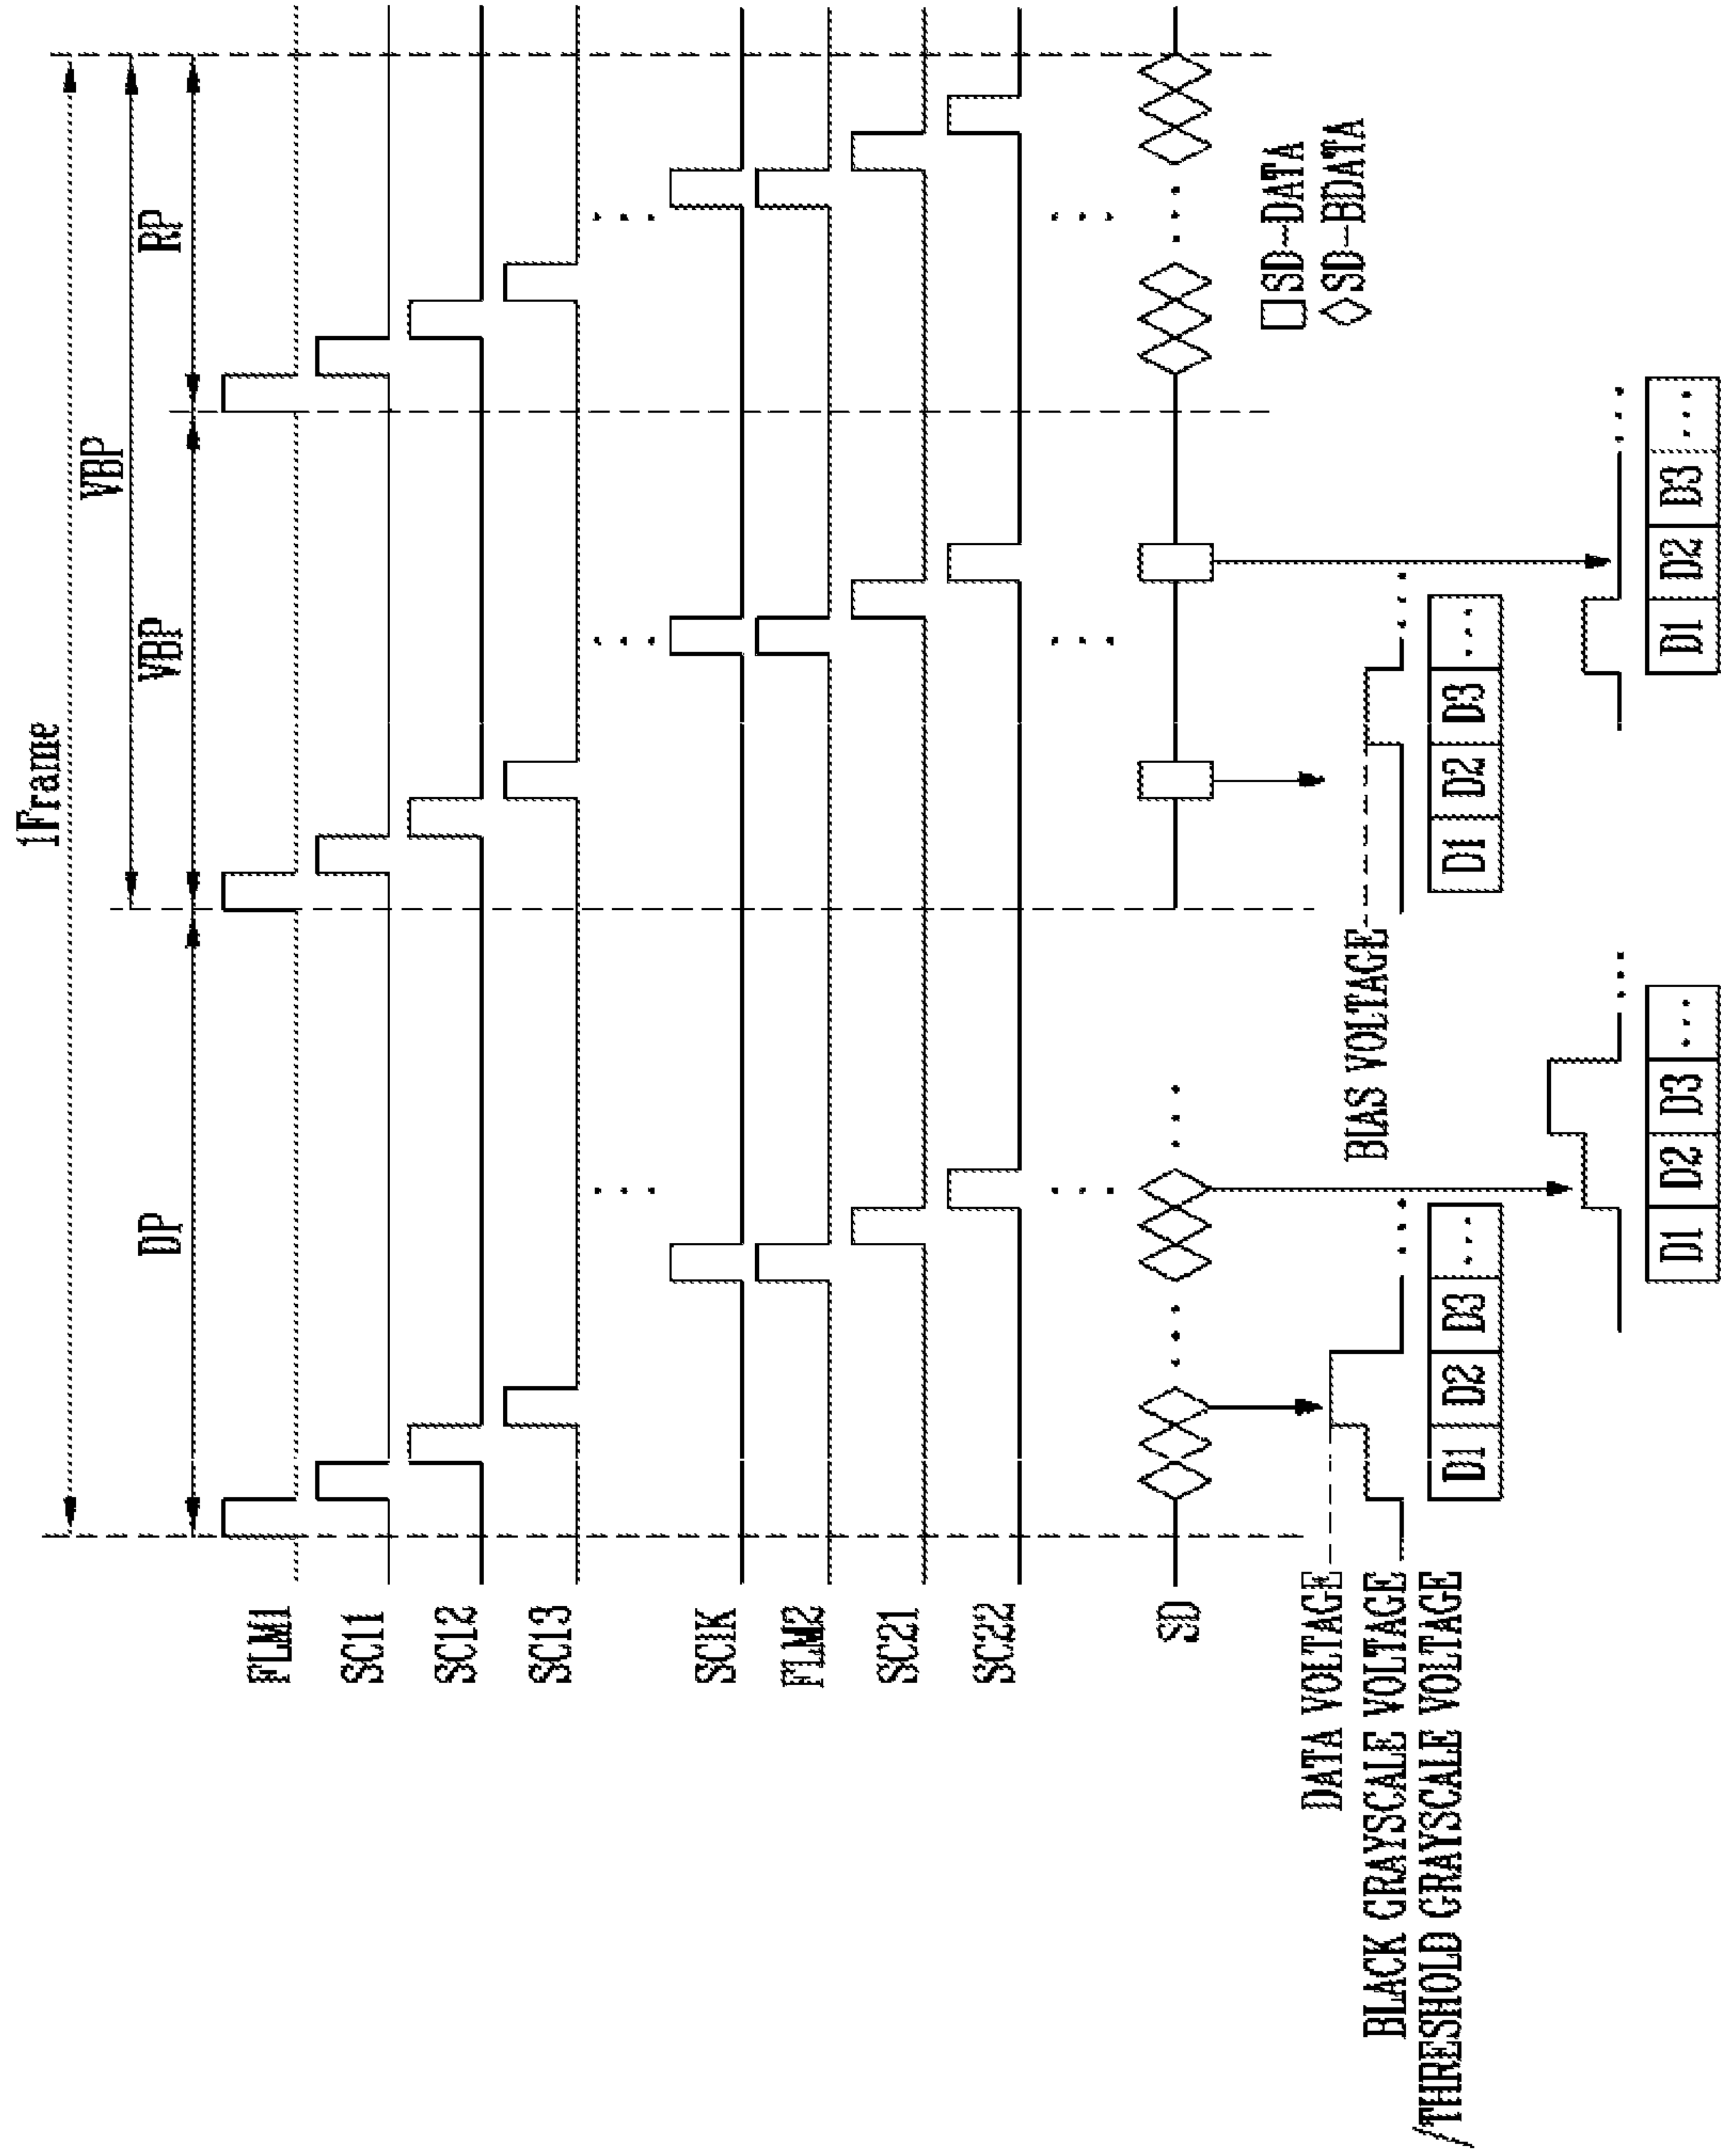 1Frame
VBP
DP
VBP
RP
FLM1
SC11
SC12
SC13
...
...
...
SC1K
FLM2
SC21
SC22
...
...
...
SD
...
...
...
□SD-DATA
◇SD-BDATA
DATA VOLTAGE
BLACK GRAYSCALE VOLTAGE
/THRESHOLD GRAYSCALE VOLTAGE
BIAS VOLTAGE
...
...
D1 D2 D3 ...
D1 D2 D3 ...
...
...
D1 D2 D3 ...
D1 D2 D3 ...